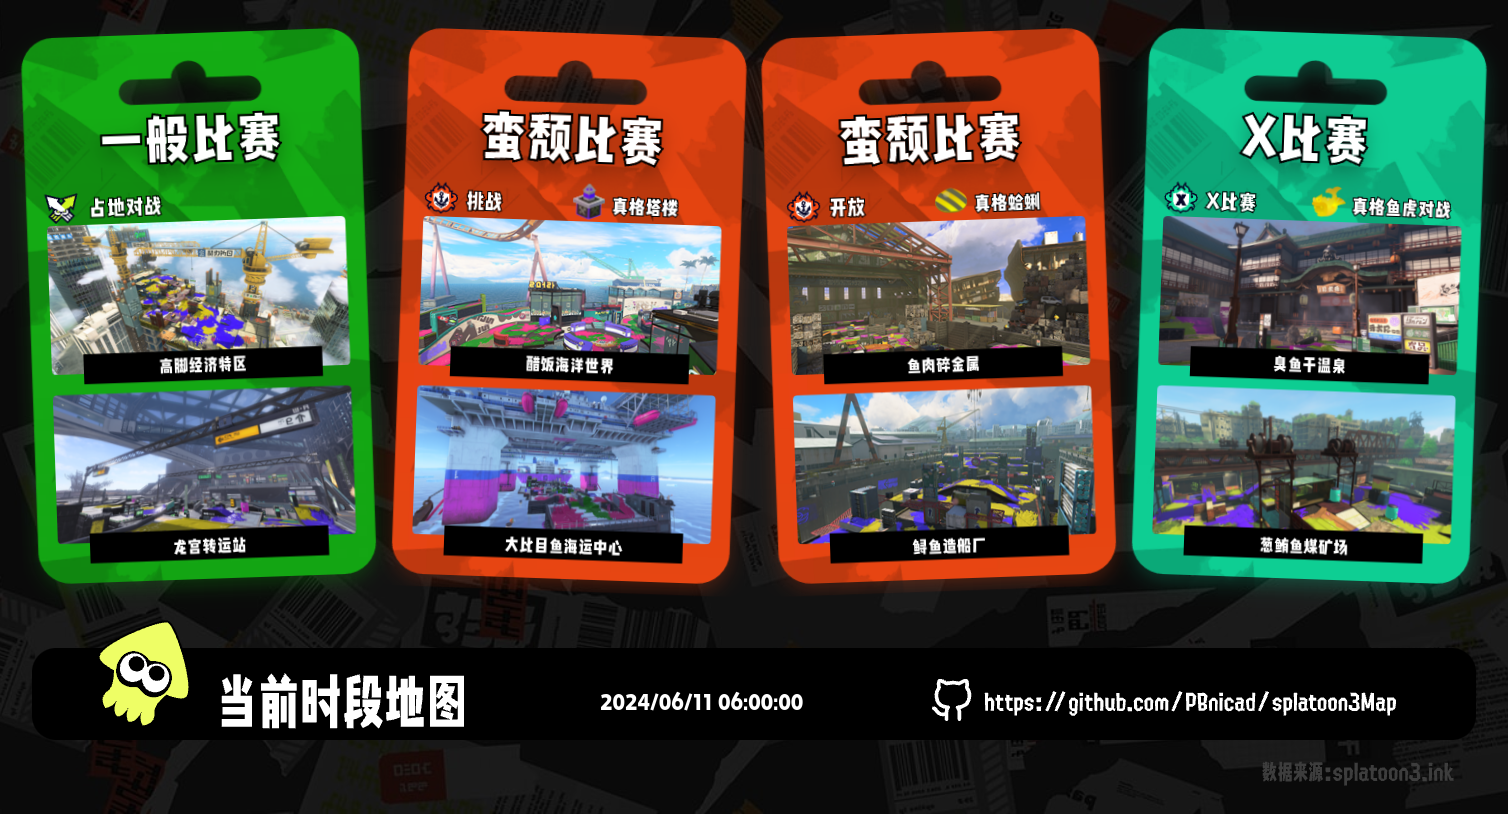 一般比赛
占地对战
高脚经济特区
龙宫转运站
蛮颓比赛
挑战
真格塔楼
醋饭海洋世界
大比目鱼海运中心
蛮颓比赛
开放
真格蛤蜊
鱼肉碎金属
鲟鱼造船厂
X比赛
X比赛
真格鱼虎对战
臭鱼干温泉
葱鲔鱼煤矿场
当前时段地图
2024/06/11 06:00:00
https://github.com/PBnicad/splatoon3Map
数据来源:splatoon3.ink